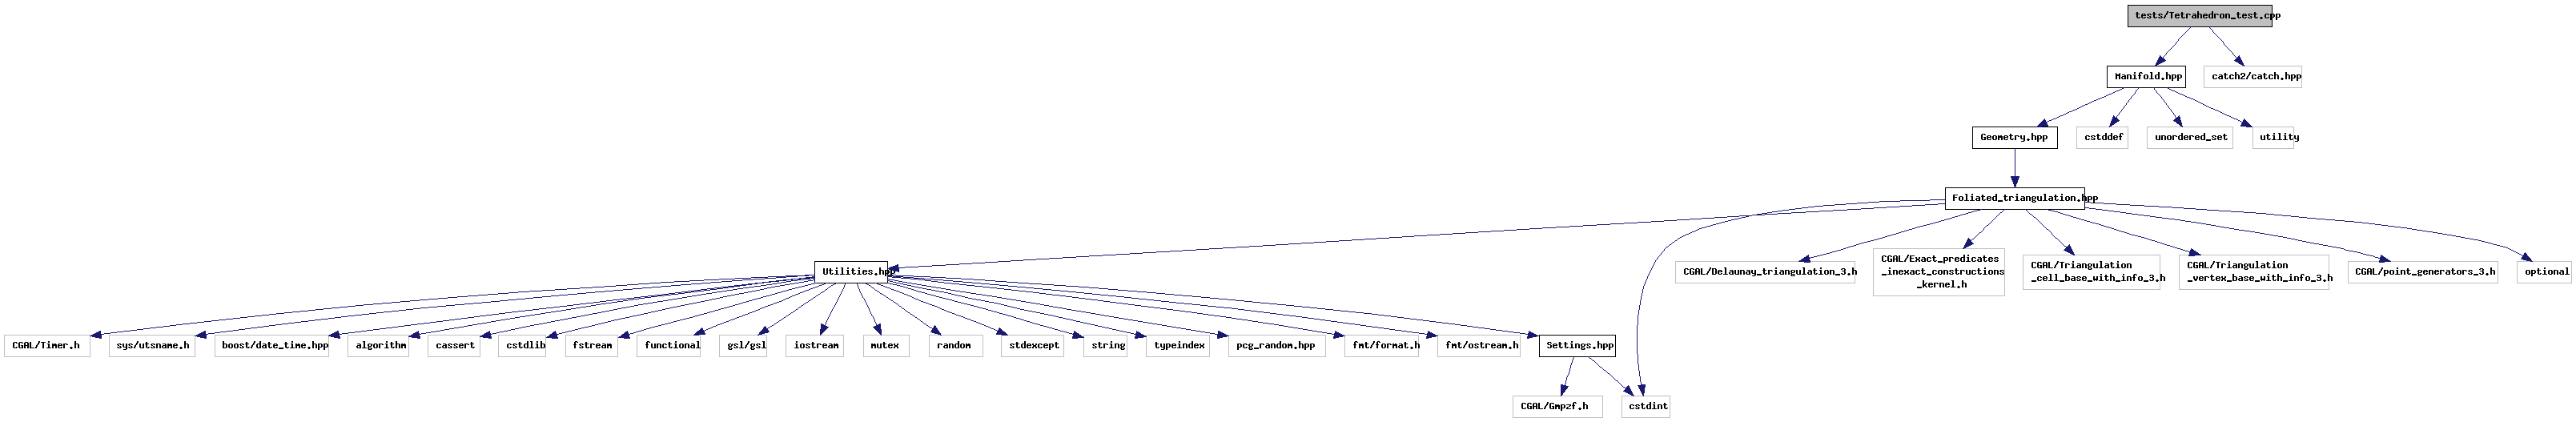 tests/Tetrahedron_test.cpp
Manifold.hpp
catch2/catch.hpp
Geometry.hpp
cstddef
unordered_set
utility
Foliated_triangulation.hpp
Utilities.hpp
CGAL/Delaunay_triangulation_3.h
CGAL/Exact_predicates
_inexact_constructions
_kernel.h
CGAL/Triangulation
_cell_base_with_info_3.h
CGAL/Triangulation
_vertex_base_with_info_3.h
CGAL/point_generators_3.h
optional
CGAL/Timer.h
sys/utsname.h
boost/date_time.hpp
algorithm
cassert
cstdlib
fstream
functional
gsl/gsl
iostream
mutex
random
stdexcept
string
typeindex
pcg_random.hpp
fmt/format.h
fmt/ostream.h
Settings.hpp
CGAL/Gmpzf.h
cstdint